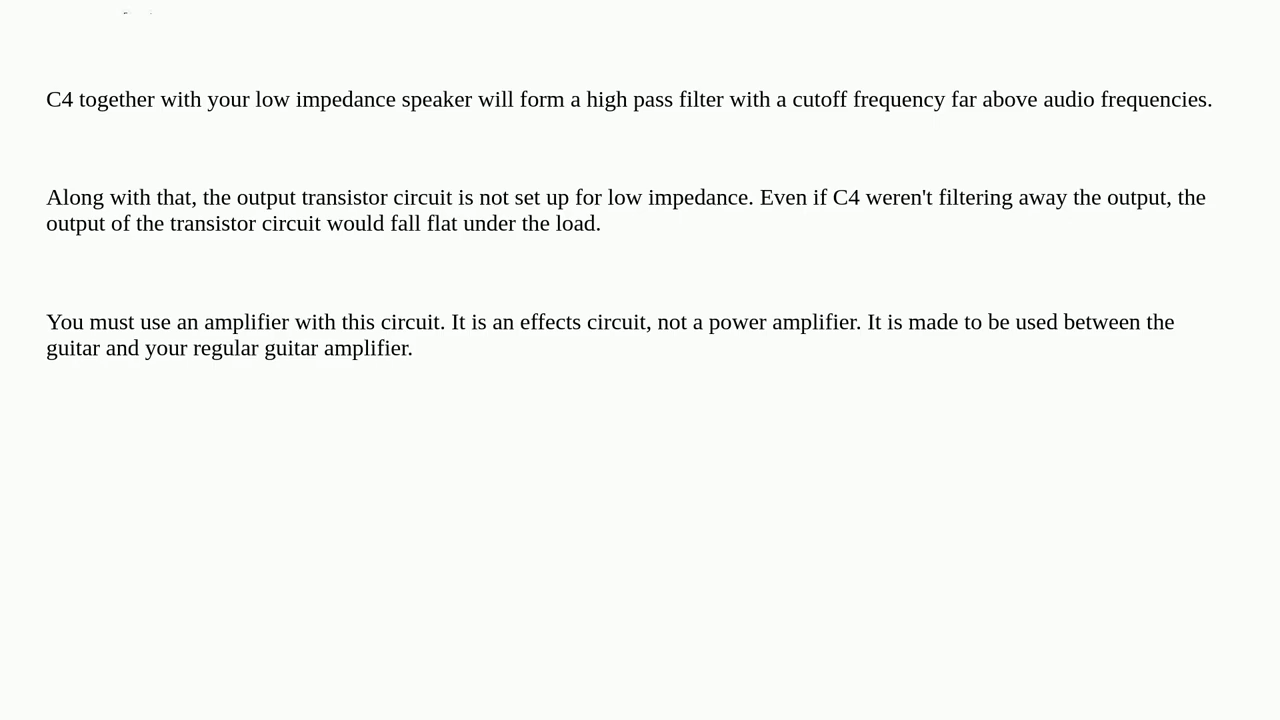 C4 together with your low impedance speaker will form a high pass filter with a cutoff frequency far above audio frequencies.
Along with that, the output transistor circuit is not set up for low impedance. Even if C4 weren't filtering away the output, the
output of the transistor circuit would fall flat under the load.
You must use an amplifier with this circuit. It is an effects circuit, not a power amplifier. It is made to be used between the
guitar and your regular guitar amplifier.